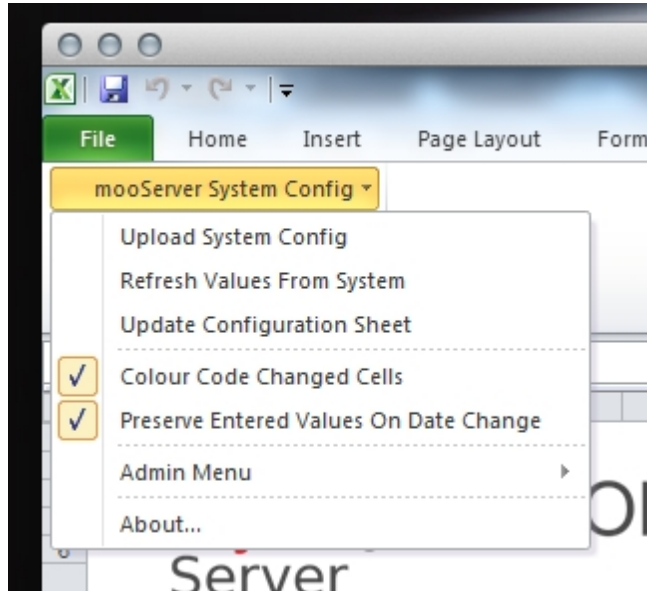 File Home Insert Page Layout Form
mooServer System Config
Upload System Config
Refresh Values From System
Update Configuration Sheet
Colour Code Changed Cells
Preserve Entered Values On Date Change
Admin Menu
About...
6
Server